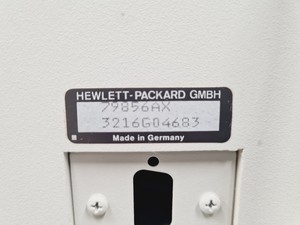 HEWLETT-PACKARD GMBH
79856AX
3216G04683
Made in Germany